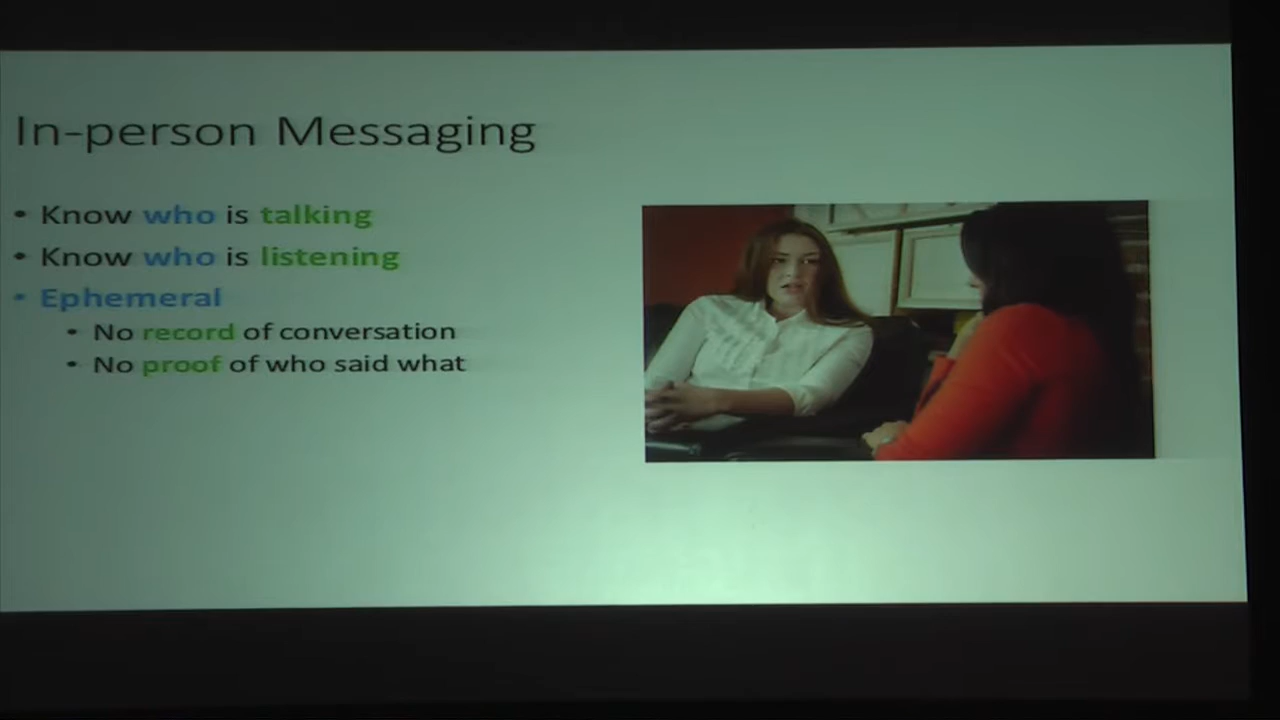 In-person Messaging
• Know who is talking
• Know who is listening
• Ephemeral
• No record of conversation
• No proof of who said what